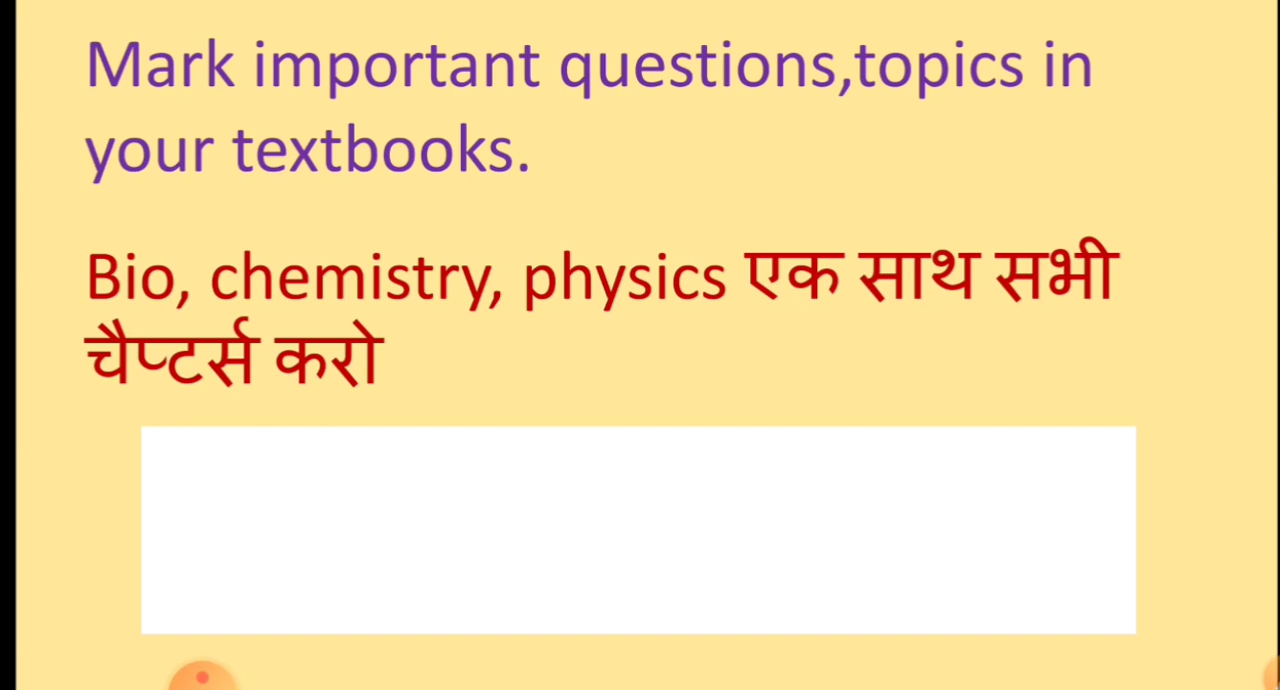 Mark important questions,topics in
your textbooks.
Bio, chemistry, physics एक साथ सभी
चैप्टर्स करो